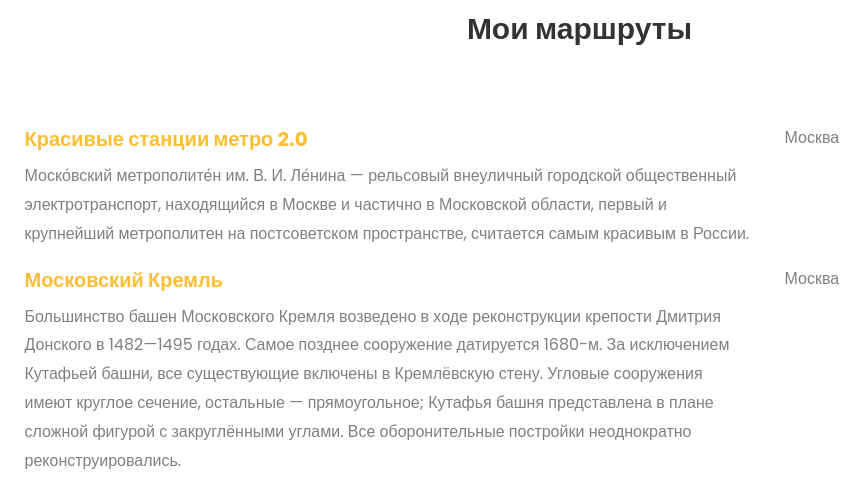 Мои маршруты
Красивые станции метро 2.0
Москва
Моско́вский метрополите́н им. В. И. Ле́нина — рельсовый внеуличный городской общественный
электротранспорт, находящийся в Москве и частично в Московской области, первый и
крупнейший метрополитен на постсоветском пространстве, считается самым красивым в России.
Московский Кремль
Москва
Большинство башен Московского Кремля возведено в ходе реконструкции крепости Дмитрия
Донского в 1482—1495 годах. Самое позднее сооружение датируется 1680-м. За исключением
Кутафьей башни, все существующие включены в Кремлёвскую стену. Угловые сооружения
имеют круглое сечение, остальные — прямоугольное; Кутафья башня представлена в плане
сложной фигурой с закруглёнными углами. Все оборонительные постройки неоднократно
реконструировались.